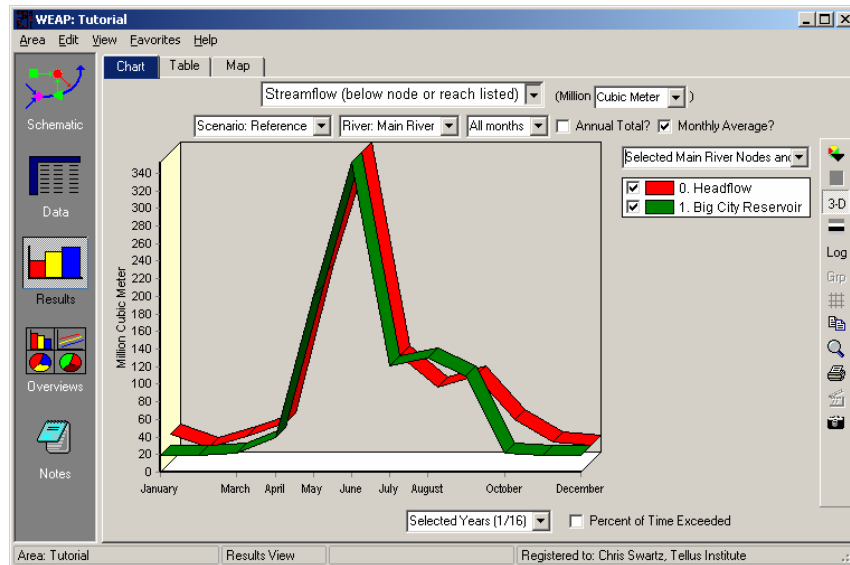 WEAP: Tutorial
Area Edit View Favorites Help
Chart Table Map
Streamflow (below node or reach listed) (Million Cubic Meter )
Scenario: Reference River: Main River All months Annual Total? Monthly Average?
Selected Main River Nodes and
0. Headflow
1. Big City Reservoir
Schematic
Data
Results
Overviews
Notes
3-D
Log
Grp
Million Cubic Meter
340
320
300
280
260
240
220
200
180
160
140
120
100
80
60
40
20
0
January March April May June July August October December
Selected Years (1/16) Percent of Time Exceeded
Area: Tutorial Results View Registered to: Chris Swartz, Tellus Institute